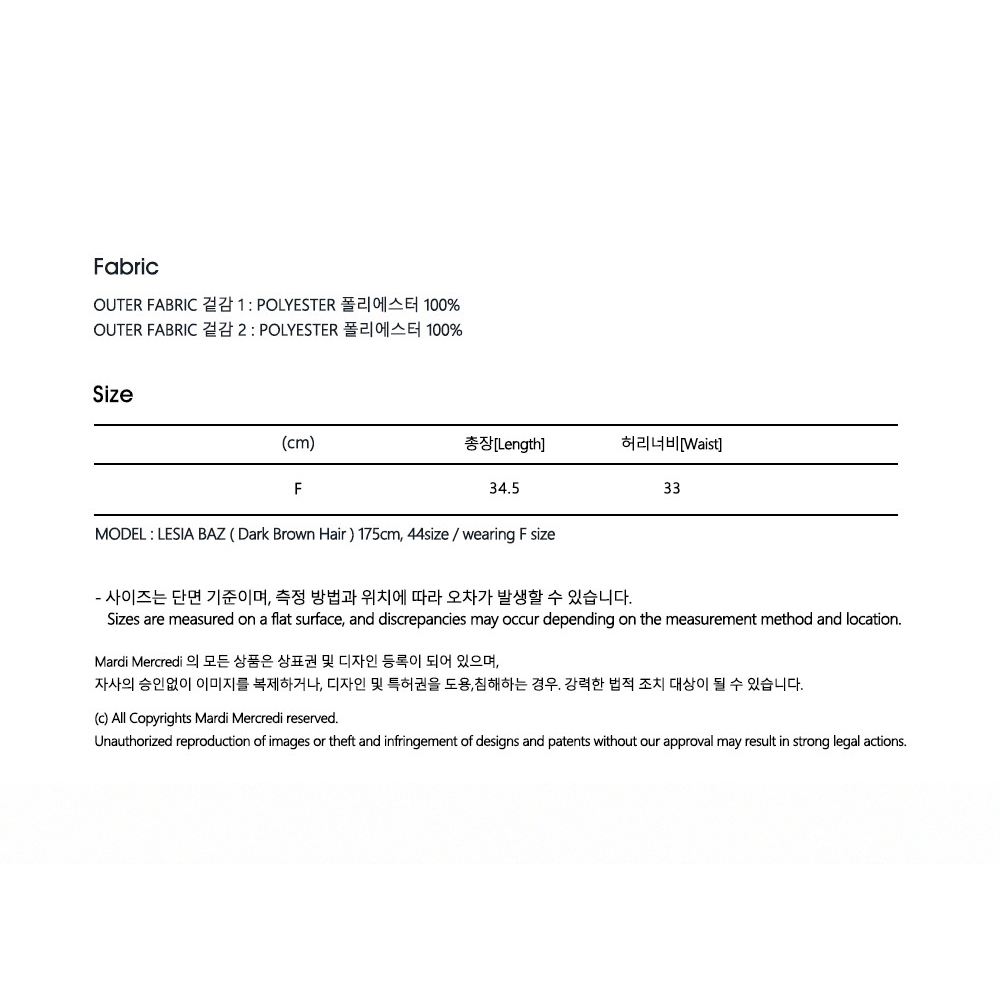 Fabric
OUTER FABRIC 겉감 1 : POLYESTER 폴리에스터 100%
OUTER FABRIC 겉감 2 : POLYESTER 폴리에스터 100%
Size
(cm) 총장[Length] 허리너비[Waist]
F 34.5 33
MODEL : LESIA BAZ ( Dark Brown Hair ) 175cm, 44size / wearing F size
- 사이즈는 단면 기준이며, 측정 방법과 위치에 따라 오차가 발생할 수 있습니다.
Sizes are measured on a flat surface, and discrepancies may occur depending on the measurement method and location.
Mardi Mercredi 의 모든 상품은 상표권 및 디자인 등록이 되어 있으며,
자사의 승인없이 이미지를 복제하거나, 디자인 및 특허권을 도용,침해하는 경우. 강력한 법적 조치 대상이 될 수 있습니다.
(c) All Copyrights Mardi Mercredi reserved.
Unauthorized reproduction of images or theft and infringement of designs and patents without our approval may result in strong legal actions.